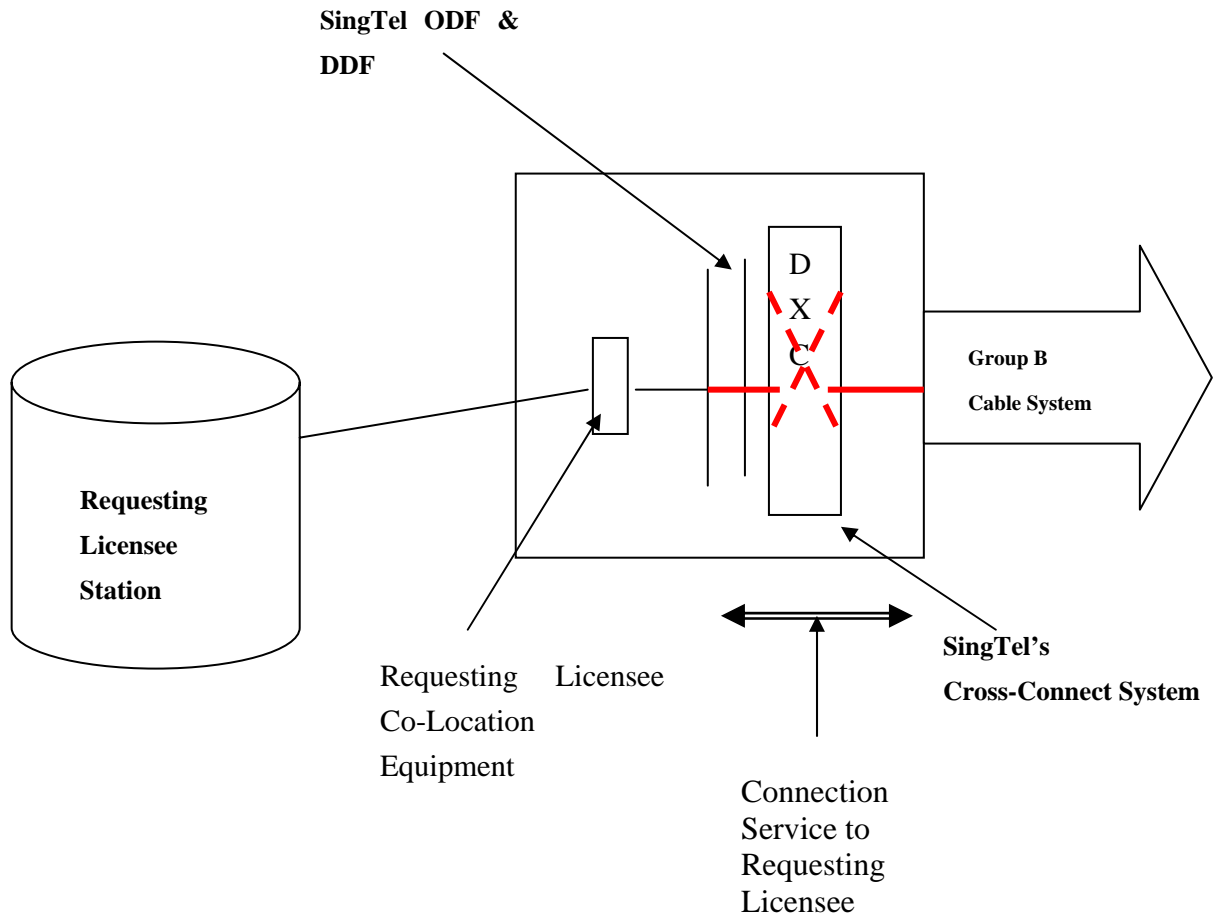 SingTel ODF &
DDF
D
X
C
Group B
Cable System
Requesting
Licensee
Station
SingTel’s
Cross-Connect System
Requesting Licensee
Co-Location
Equipment
Connection
Service to
Requesting
Licensee